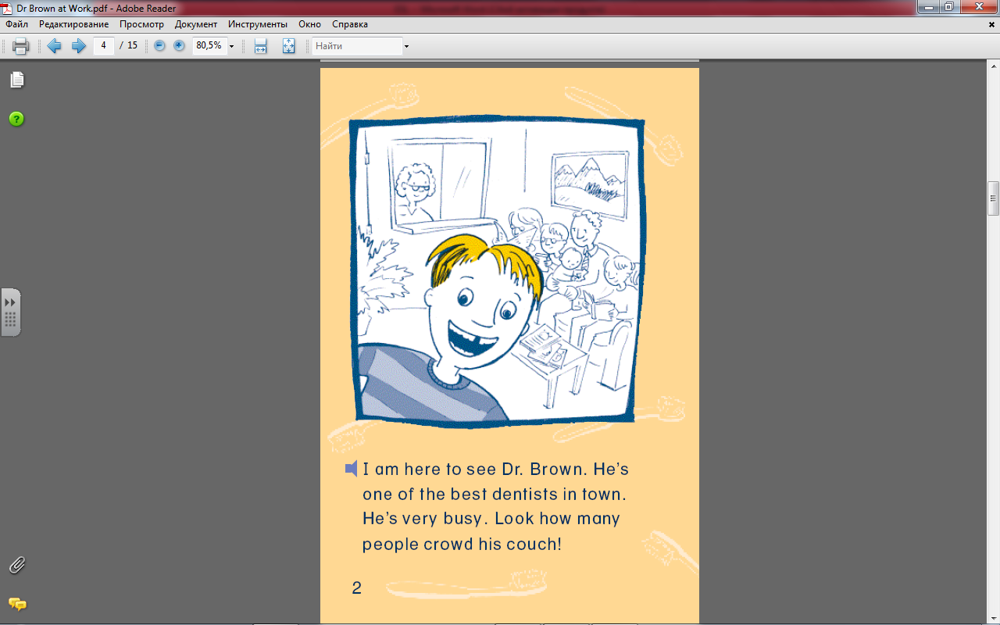 Dr Brown at Work.pdf - Adobe Reader
Файл Редактирование Просмотр Документ Инструменты Окно Справка
4 / 15 80,5% Найти
I am here to see Dr. Brown. He's
one of the best dentists in town.
He's very busy. Look how many
people crowd his couch!
2